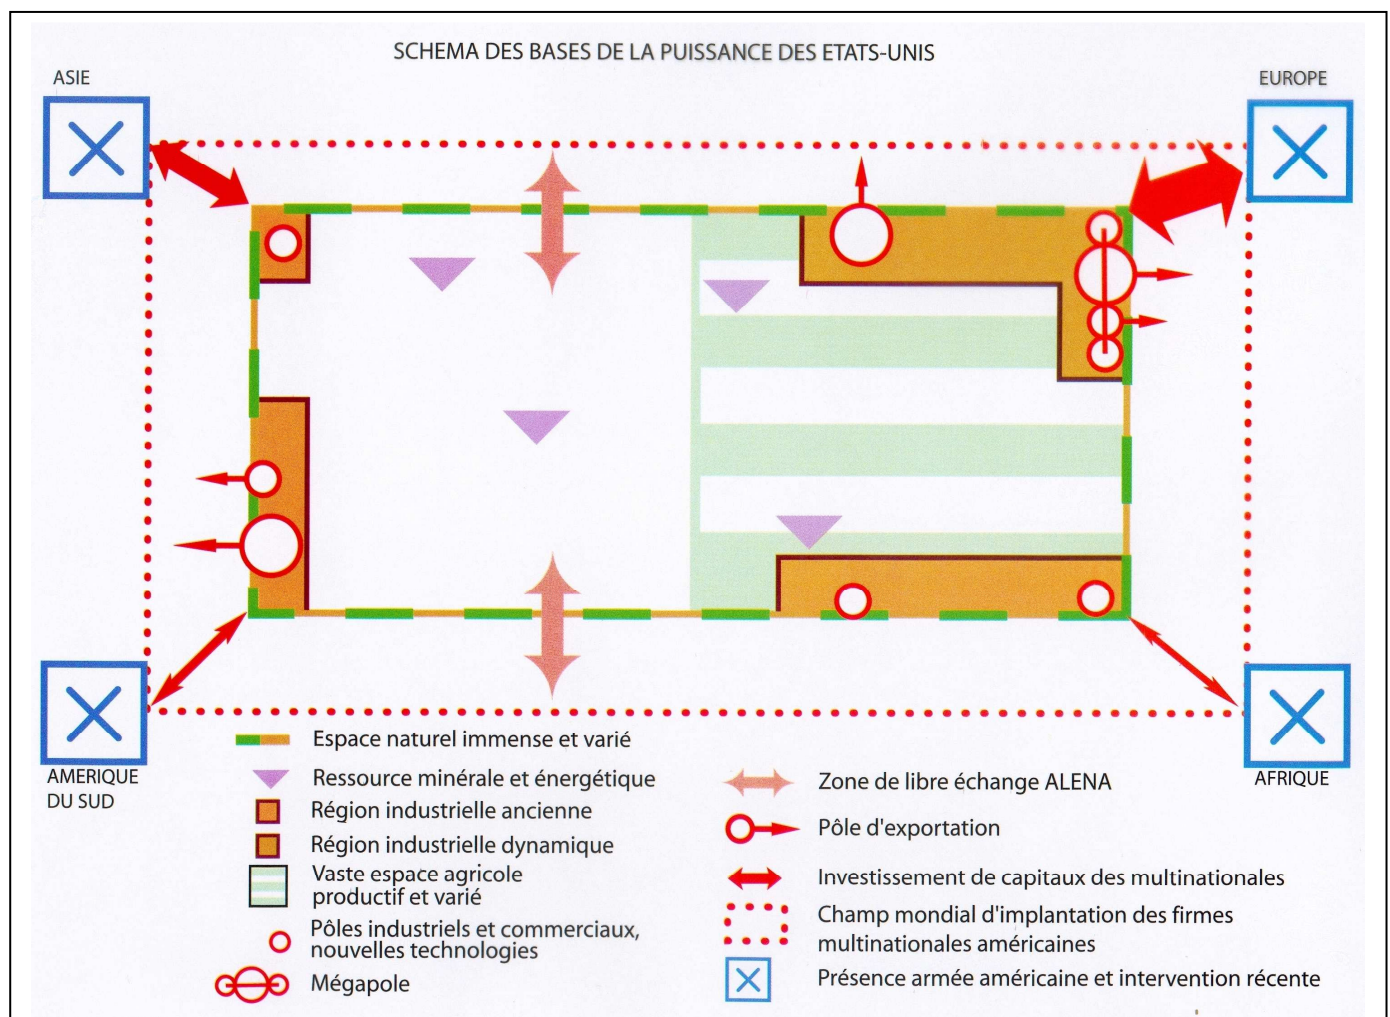 SCHEMA DES BASES DE LA PUISSANCE DES ETATS-UNIS
ASIE
EUROPE
AMERIQUE
DU SUD
AFRIQUE
Espace naturel immense et varié
Ressource minérale et énergétique
Région industrielle ancienne
Région industrielle dynamique
Vaste espace agricole
productif et varié
Pôles industriels et commerciaux,
nouvelles technologies
Mégapole
Zone de libre échange ALENA
Pôle d'exportation
Investissement de capitaux des multinationales
Champ mondial d'implantation des firmes
multinationales américaines
Présence armée américaine et intervention récente